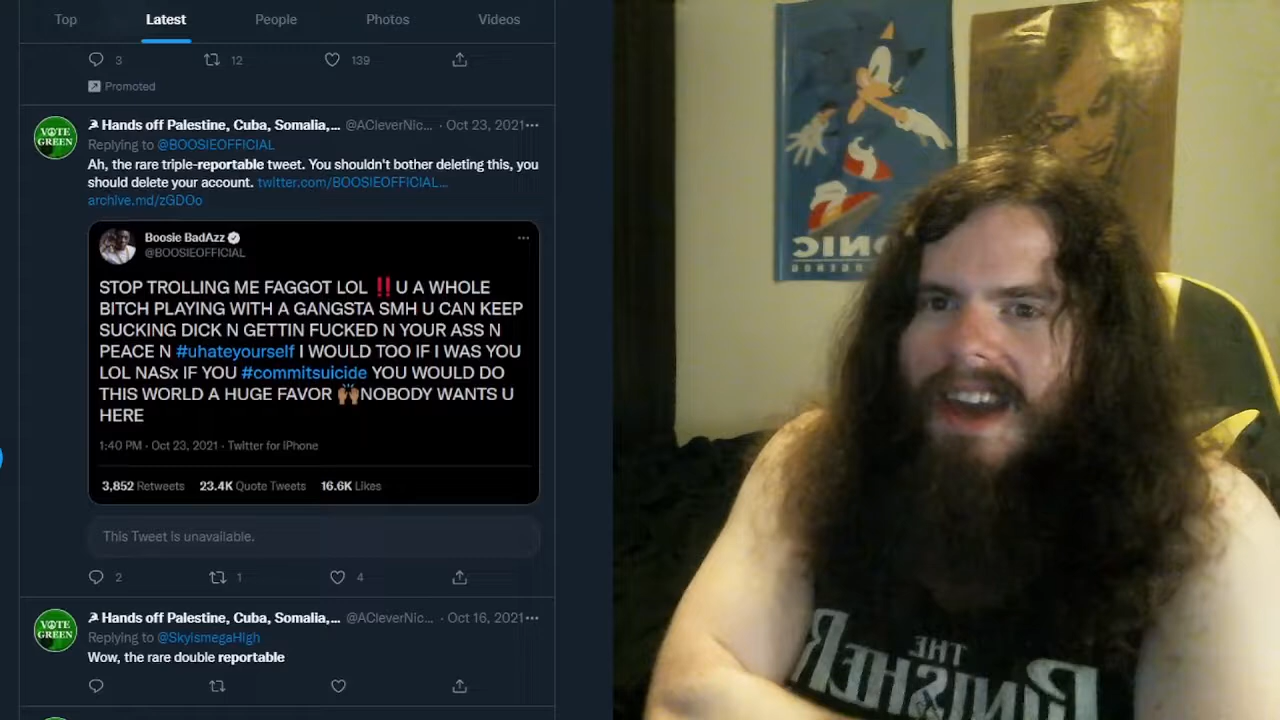 Top Latest People Photos Videos
3 12 139
Promoted
Hands off Palestine, Cuba, Somalia,... @ACleverNic... · Oct 23, 2021 ···
Replying to @BOOSIEOFFICIAL
Ah, the rare triple-reportable tweet. You shouldn't bother deleting this, you
should delete your account. twitter.com/BOOSIEOFFICIAL...
archive.md/zGDOo
VOTE
GREEN
Boosie BadAzz
@BOOSIEOFFICIAL
STOP TROLLING ME FAGGOT LOL ‼️U A WHOLE
BITCH PLAYING WITH A GANGSTA SMH U CAN KEEP
SUCKING DICK N GETTIN FUCKED N YOUR ASS N
PEACE N #uhateyourself I WOULD TOO IF I WAS YOU
LOL NASx IF YOU #commitsuicide YOU WOULD DO
THIS WORLD A HUGE FAVOR 🙌🏽NOBODY WANTS U
HERE
1:40 PM · Oct 23, 2021 · Twitter for iPhone
3,852 Retweets 23.4K Quote Tweets 16.6K Likes
This Tweet is unavailable.
2 1 4
Hands off Palestine, Cuba, Somalia,... @ACleverNic... · Oct 16, 2021 ···
Replying to @SkyismegaHigh
Wow, the rare double reportable
VOTE
GREEN
SONIC
THE
PUNISHER